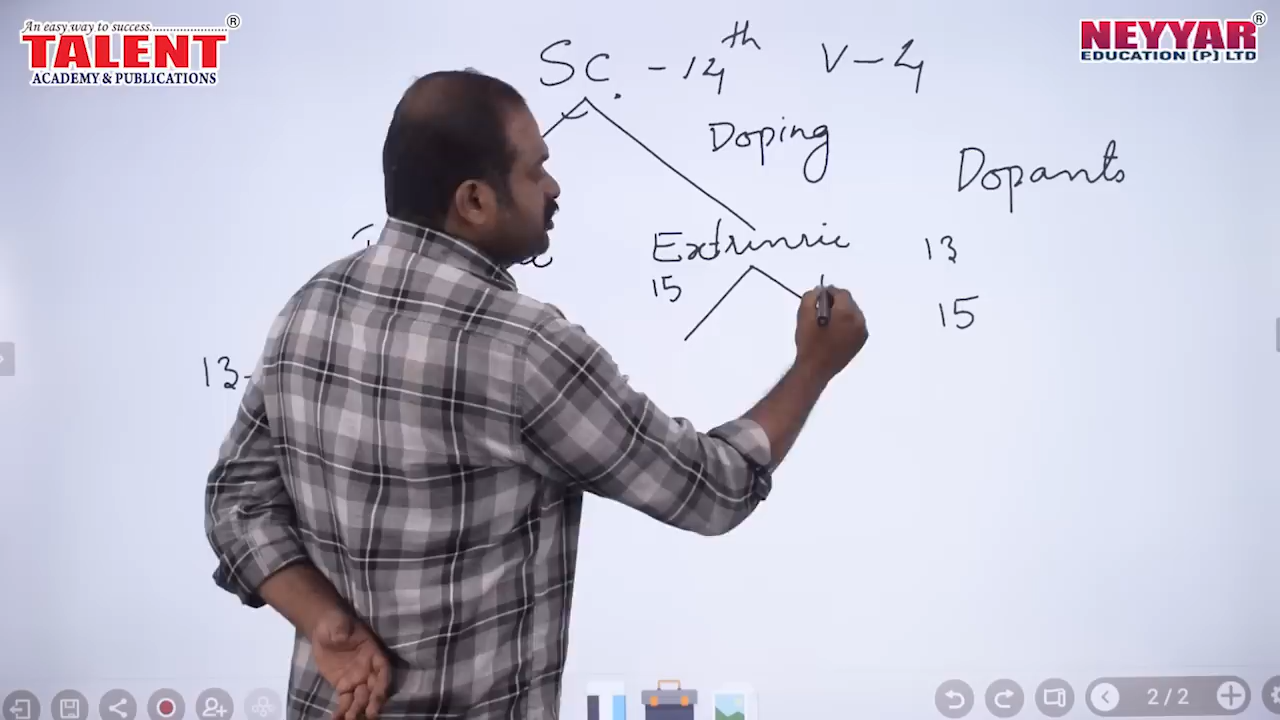 An easy way to success.....................
TALENT
ACADEMY & PUBLICATIONS
NEYYAR
EDUCATION (P) LTD
SC - 14th V - 4
Doping
Dopants
Extrinsic
13
15
15
13-
2/2